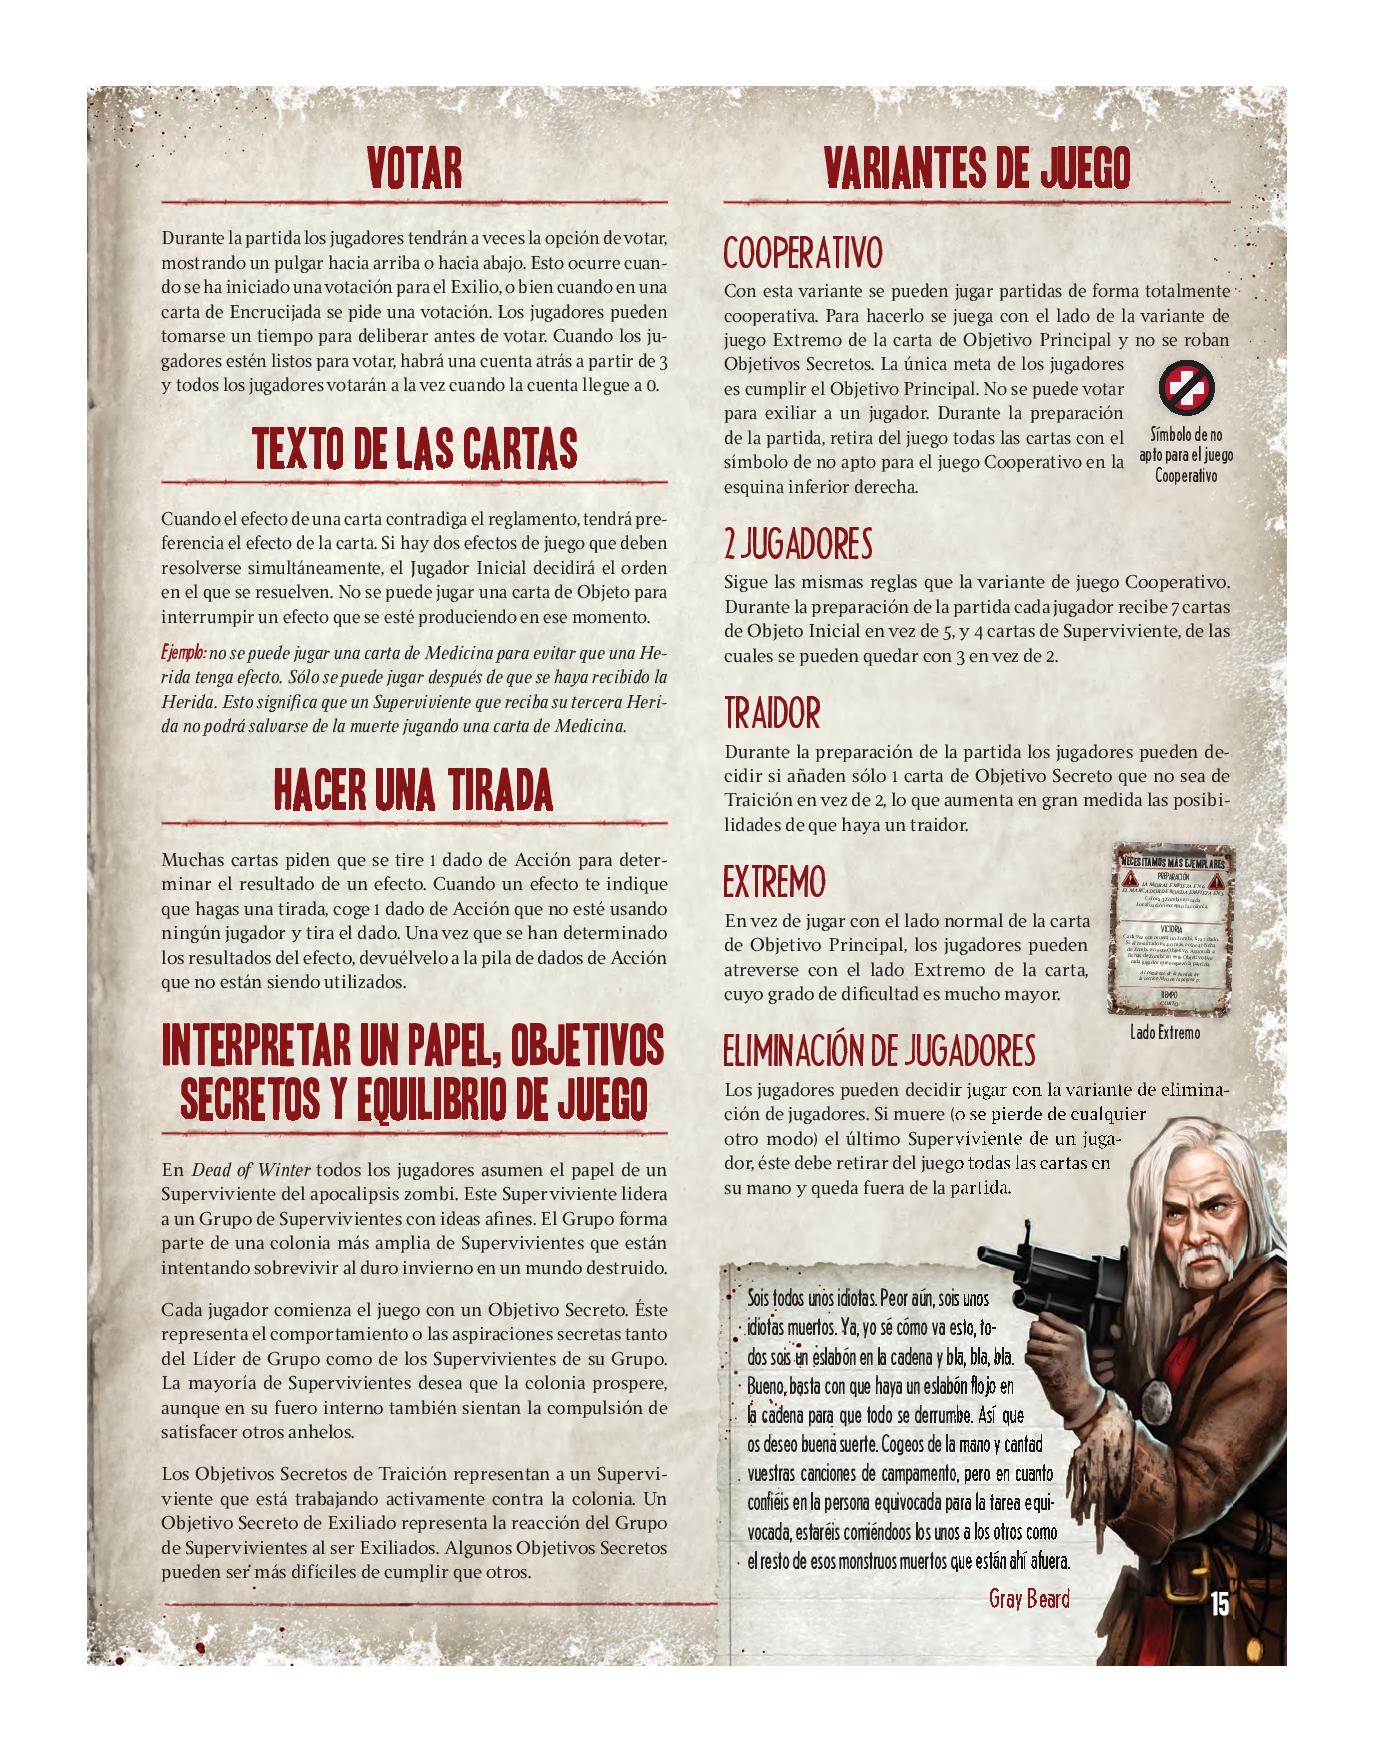 VOTAR
Durante la partida los jugadores tendrán a veces la opción de votar,
mostrando un pulgar hacia arriba o hacia abajo. Esto ocurre cuan-
do se ha iniciado una votación para el Exilio, o bien cuando en una
carta de Encrucijada se pide una votación. Los jugadores pueden
tomarse un tiempo para deliberar antes de votar. Cuando los ju-
gadores estén listos para votar, habrá una cuenta atrás a partir de 3
y todos los jugadores votarán a la vez cuando la cuenta llegue a 0.
TEXTO DE LAS CARTAS
Cuando el efecto de una carta contradiga el reglamento, tendrá pre-
ferencia el efecto de la carta. Si hay dos efectos de juego que deben
resolverse simultáneamente, el Jugador Inicial decidirá el orden
en el que se resuelven. No se puede jugar una carta de Objeto para
interrumpir un efecto que se esté produciendo en ese momento.
Ejemplo: no se puede jugar una carta de Medicina para evitar que una He-
rida tenga efecto. Sólo se puede jugar después de que se haya recibido la
Herida. Esto significa que un Superviviente que reciba su tercera Heri-
da no podrá salvarse de la muerte jugando una carta de Medicina.
HACER UNA TIRADA
Muchas cartas piden que se tire 1 dado de Acción para deter-
minar el resultado de un efecto. Cuando un efecto te indique
que hagas una tirada, coge 1 dado de Acción que no esté usando
ningún jugador y tira el dado. Una vez que se han determinado
los resultados del efecto, devuélvelo a la pila de dados de Acción
que no están siendo utilizados.
INTERPRETAR UN PAPEL, OBJETIVOS
SECRETOS Y EQUILIBRIO DE JUEGO
En Dead of Winter todos los jugadores asumen el papel de un
Superviviente del apocalipsis zombi. Este Superviviente lidera
a un Grupo de Supervivientes con ideas afines. El Grupo forma
parte de una colonia más amplia de Supervivientes que están
intentando sobrevivir al duro invierno en un mundo destruido.
Cada jugador comienza el juego con un Objetivo Secreto. Éste
representa el comportamiento o las aspiraciones secretas tanto
del Líder de Grupo como de los Supervivientes de su Grupo.
La mayoría de Supervivientes desea que la colonia prospere,
aunque en su fuero interno también sientan la compulsión de
satisfacer otros anhelos.
Los Objetivos Secretos de Traición representan a un Supervi-
viente que está trabajando activamente contra la colonia. Un
Objetivo Secreto de Exiliado representa la reacción del Grupo
de Supervivientes al ser Exiliados. Algunos Objetivos Secretos
pueden ser más difíciles de cumplir que otros.
VARIANTES DE JUEGO
COOPERATIVO
Con esta variante se pueden jugar partidas de forma totalmente
cooperativa. Para hacerlo se juega con el lado de la variante de
juego Extremo de la carta de Objetivo Principal y no se roban
Objetivos Secretos. La única meta de los jugadores
es cumplir el Objetivo Principal. No se puede votar
para exiliar a un jugador. Durante la preparación
de la partida, retira del juego todas las cartas con el
símbolo de no apto para el juego Cooperativo en la
esquina inferior derecha.
Símbolo de no
apto para el juego
Cooperativo
2 JUGADORES
Sigue las mismas reglas que la variante de juego Cooperativo.
Durante la preparación de la partida cada jugador recibe 7 cartas
de Objeto Inicial en vez de 5, y 4 cartas de Superviviente, de las
cuales se pueden quedar con 3 en vez de 2.
TRAIDOR
Durante la preparación de la partida los jugadores pueden de-
cidir si añaden sólo 1 carta de Objetivo Secreto que no sea de
Traición en vez de 2, lo que aumenta en gran medida las posibi-
lidades de que haya un traidor.
EXTREMO
En vez de jugar con el lado normal de la carta
de Objetivo Principal, los jugadores pueden
atreverse con el lado Extremo de la carta,
cuyo grado de dificultad es mucho mayor.
NECESITAMOS MÁS EJEMPLARES
PREPARACIÓN
LA MORAL EMPIEZA EN 6
EL MARCADOR DE RONDA EMPIEZA EN 5
VICTORIA
TIEMPO
Lado Extremo
ELIMINACIÓN DE JUGADORES
Los jugadores pueden decidir jugar con la variante de elimina-
ción de jugadores. Si muere (o se pierde de cualquier
otro modo) el último Superviviente de un juga-
dor, éste debe retirar del juego todas las cartas en
su mano y queda fuera de la partida.
Sois todos unos idiotas. Peor aún, sois unos
idiotas muertos. Ya, yo sé cómo va esto, to-
dos sois un eslabón en la cadena y bla, bla, bla.
Bueno, basta con que haya un eslabón flojo en
la cadena para que todo se derrumbe. Así que
os deseo buena suerte. Cogeos de la mano y cantad
vuestras canciones de campamento, pero en cuanto
confiéis en la persona equivocada para la tarea equi-
vocada, estaréis comiéndoos los unos a los otros como
el resto de esos monstruos muertos que están ahí afuera.
Gray Beard
15